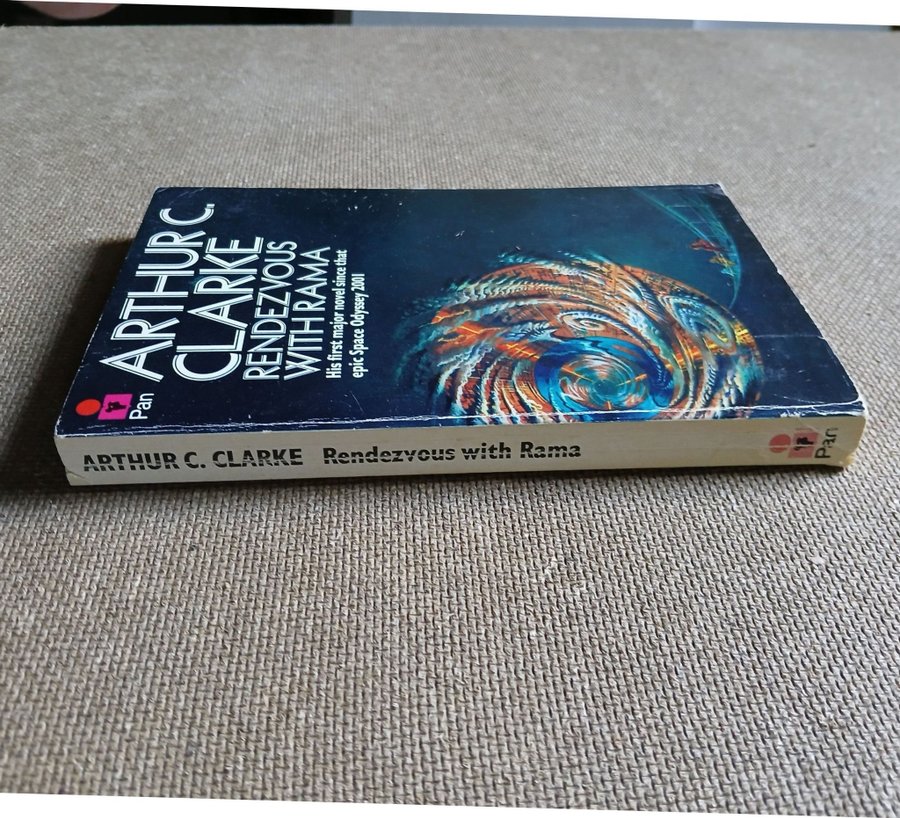 ARTHUR C.
CLARKE
RENDEZVOUS
WITH RAMA
His first major novel since that
epic Space Odyssey 2001
Pan
ARTHUR C. CLARKE Rendezvous with Rama Pan